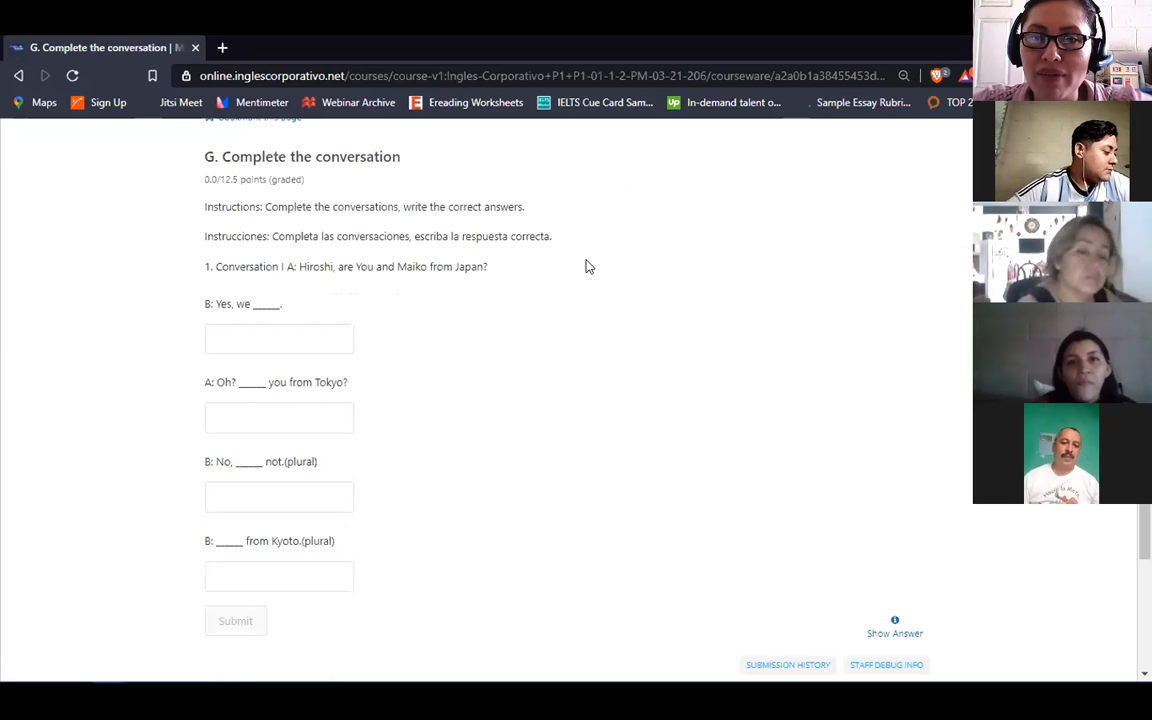 G. Complete the conversation | M
online.inglescorporativo.net/courses/course-v1:Ingles-Corporativo+P1+P1-01-1-2-PM-03-21-206/courseware/a2a0b1a38455453d...
2
Maps Sign Up Jitsi Meet Mentimeter Webinar Archive Ereading Worksheets IELTS Cue Card Sam... In-demand talent o... Sample Essay Rubri... TOP 2
G. Complete the conversation
0.0/12.5 points (graded)
Instructions: Complete the conversations, write the correct answers.
Instrucciones: Completa las conversaciones, escriba la respuesta correcta.
1. Conversation I A: Hiroshi, are You and Maiko from Japan?
B: Yes, we _____.
A: Oh? _____ you from Tokyo?
B: No, _____ not.(plural)
B: _____ from Kyoto.(plural)
Submit
Show Answer
SUBMISSION HISTORY STAFF DEBUG INFO